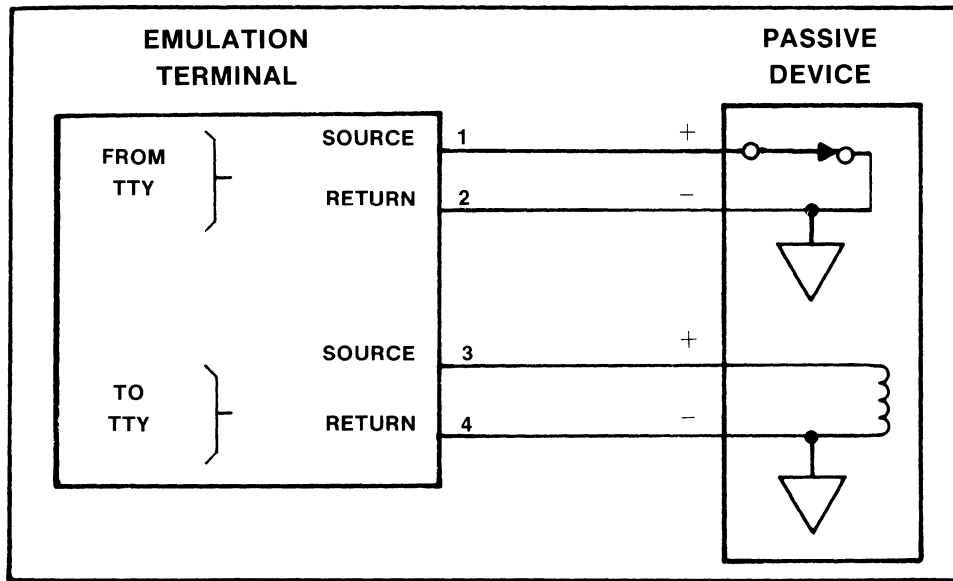 EMULATION
TERMINAL
PASSIVE
DEVICE
FROM
TTY
SOURCE 1 +
RETURN 2 −
TO
TTY
SOURCE 3 +
RETURN 4 −